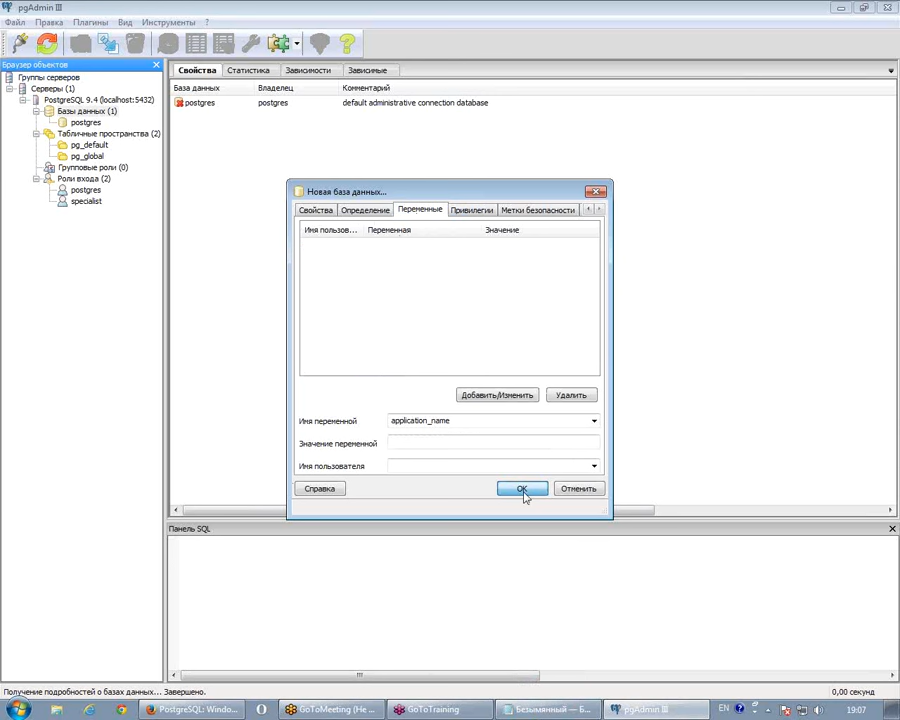 pgAdmin III
Файл Правка Плагины Вид Инструменты ?
Браузер объектов
Группы серверов
Серверы (1)
PostgreSQL 9.4 (localhost:5432)
Базы данных (1)
postgres
Табличные пространства (2)
pg_default
pg_global
Групповые роли (0)
Роли входа (2)
postgres
specialist
Свойства Статистика Зависимости Зависимые
База данных Владелец Комментарий
postgres postgres default administrative connection database
Новая база данных...
Свойства Определение Переменные Привилегии Метки безопасности
Имя пользов... Переменная Значение
Добавить/Изменить Удалить
Имя переменной application_name
Значение переменной
Имя пользователя
Справка OK Отменить
Панель SQL
Получение подробностей о базах данных... Завершено. 0,00 секунд
PostgreSQL: Windo... GoToMeeting (Не ... GoToTraining Безымянный — Б... pgAdmin III EN 19:07